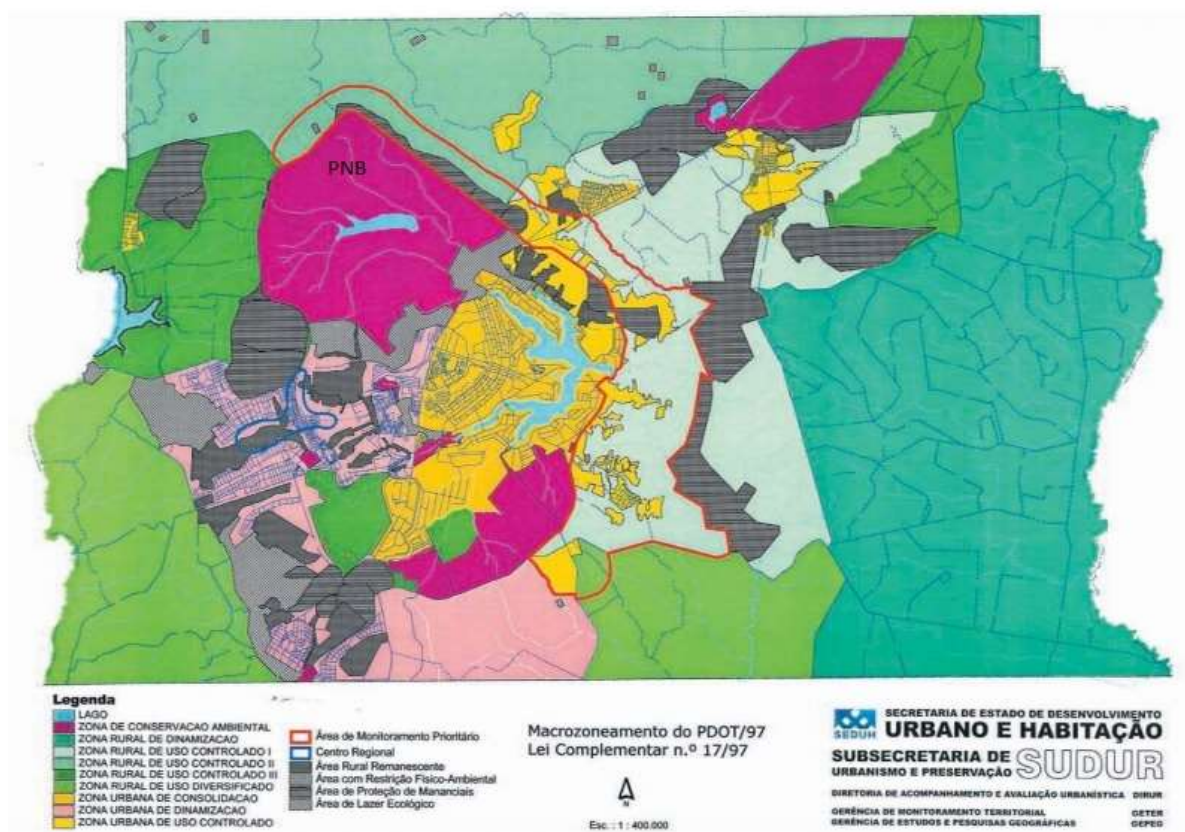 PNB
Legenda
LAGO
ZONA DE CONSERVACAO AMBIENTAL
ZONA RURAL DE DINAMIZACAO
ZONA RURAL DE USO CONTROLADO I
ZONA RURAL DE USO CONTROLADO II
ZONA RURAL DE USO CONTROLADO III
ZONA RURAL DE USO DIVERSIFICADO
ZONA URBANA DE CONSOLIDACAO
ZONA URBANA DE DINAMIZACAO
ZONA URBANA DE USO CONTROLADO
Área de Monitoramento Prioritário
Centro Regional
Área Rural Remanescente
Área com Restrição Físico-Ambiental
Área de Proteção de Mananciais
Área de Lazer Ecológico
Macrozoneamento do PDOT/97
Lei Complementar n.º 17/97
N
Esc.: 1 : 400.000
SEDUH
SECRETARIA DE ESTADO DE DESENVOLVIMENTO
URBANO E HABITAÇÃO
SUBSECRETARIA DE
URBANISMO E PRESERVAÇÃO SUDUR
DIRETORIA DE ACOMPANHAMENTO E AVALIAÇÃO URBANÍSTICA DIRUR
GERÊNCIA DE MONITORAMENTO TERRITORIAL GETER
GERÊNCIA DE ESTUDOS E PESQUISAS GEOGRÁFICAS GEPEG